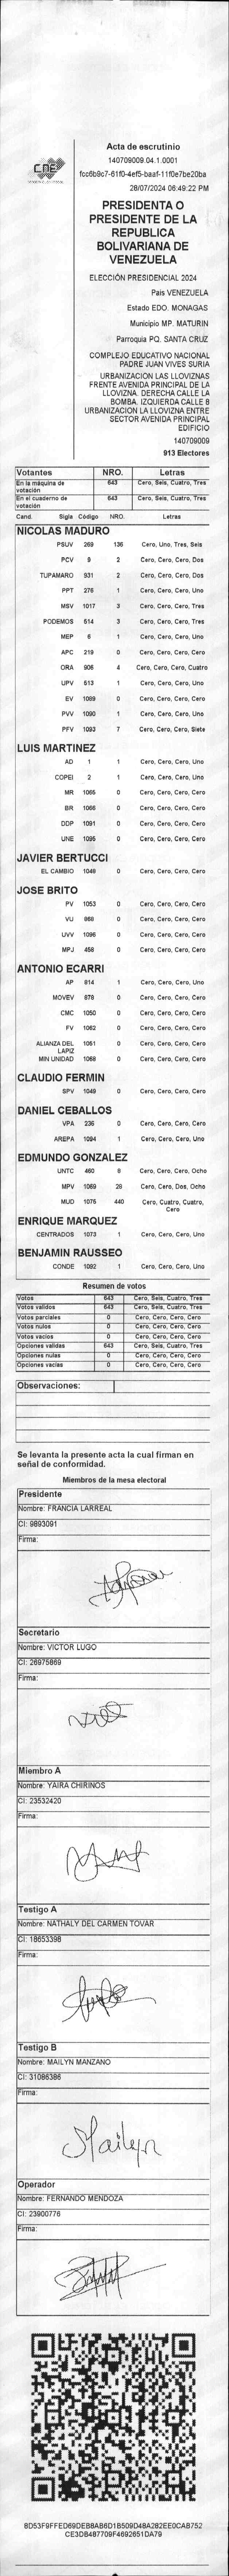 CNE
Acta de escrutinio
140709009.04.1.0001
fcc6b9c7-61f0-4ef5-baaf-11f0e7be20ba
28/07/2024 06:49:22 PM
PRESIDENTA O
PRESIDENTE DE LA
REPUBLICA
BOLIVARIANA DE
VENEZUELA
ELECCIÓN PRESIDENCIAL 2024
Pais VENEZUELA
Estado EDO. MONAGAS
Municipio MP. MATURIN
Parroquia PQ. SANTA CRUZ
COMPLEJO EDUCATIVO NACIONAL
PADRE JUAN VIVES SURIA
URBANIZACION LAS LLOVIZNAS
FRENTE AVENIDA PRINCIPAL DE LA
LLOVIZNA. DERECHA CALLE LA
BOMBA. IZQUIERDA CALLE 8
URBANIZACION LA LLOVIZNA ENTRE
SECTOR AVENIDA PRINCIPAL
EDIFICIO
140709009
913 Electores
Votantes NRO. Letras
En la máquina de votación 643 Cero, Seis, Cuatro, Tres
En el cuaderno de votación 643 Cero, Seis, Cuatro, Tres
Cand. Sigla Código NRO. Letras
NICOLAS MADURO
PSUV 269 136 Cero, Uno, Tres, Seis
PCV 9 2 Cero, Cero, Cero, Dos
TUPAMARO 931 2 Cero, Cero, Cero, Dos
PPT 276 1 Cero, Cero, Cero, Uno
MSV 1017 3 Cero, Cero, Cero, Tres
PODEMOS 514 3 Cero, Cero, Cero, Tres
MEP 6 1 Cero, Cero, Cero, Uno
APC 219 0 Cero, Cero, Cero, Cero
ORA 906 4 Cero, Cero, Cero, Cuatro
UPV 513 1 Cero, Cero, Cero, Uno
EV 1089 0 Cero, Cero, Cero, Cero
PVV 1090 1 Cero, Cero, Cero, Uno
PFV 1093 7 Cero, Cero, Cero, Siete
LUIS MARTINEZ
AD 1 1 Cero, Cero, Cero, Uno
COPEI 2 1 Cero, Cero, Cero, Uno
MR 1065 0 Cero, Cero, Cero, Cero
BR 1066 0 Cero, Cero, Cero, Cero
DDP 1091 0 Cero, Cero, Cero, Cero
UNE 1095 0 Cero, Cero, Cero, Cero
JAVIER BERTUCCI
EL CAMBIO 1048 0 Cero, Cero, Cero, Cero
JOSE BRITO
PV 1053 0 Cero, Cero, Cero, Cero
VU 868 0 Cero, Cero, Cero, Cero
UVV 1096 0 Cero, Cero, Cero, Cero
MPJ 458 0 Cero, Cero, Cero, Cero
ANTONIO ECARRI
AP 814 1 Cero, Cero, Cero, Uno
MOVEV 878 0 Cero, Cero, Cero, Cero
CMC 1050 0 Cero, Cero, Cero, Cero
FV 1062 0 Cero, Cero, Cero, Cero
ALIANZA DEL LAPIZ 1061 0 Cero, Cero, Cero, Cero
MIN UNIDAD 1068 0 Cero, Cero, Cero, Cero
CLAUDIO FERMIN
SPV 1049 0 Cero, Cero, Cero, Cero
DANIEL CEBALLOS
VPA 236 0 Cero, Cero, Cero, Cero
AREPA 1094 1 Cero, Cero, Cero, Uno
EDMUNDO GONZALEZ
UNTC 460 8 Cero, Cero, Cero, Ocho
MPV 1069 28 Cero, Cero, Dos, Ocho
MUD 1075 440 Cero, Cuatro, Cuatro, Cero
ENRIQUE MARQUEZ
CENTRADOS 1073 1 Cero, Cero, Cero, Uno
BENJAMIN RAUSSEO
CONDE 1092 1 Cero, Cero, Cero, Uno
Resumen de votos
Votos 643 Cero, Seis, Cuatro, Tres
Votos validos 643 Cero, Seis, Cuatro, Tres
Votos parciales 0 Cero, Cero, Cero, Cero
Votos nulos 0 Cero, Cero, Cero, Cero
Votos vacios 0 Cero, Cero, Cero, Cero
Opciones validas 643 Cero, Seis, Cuatro, Tres
Opciones nulas 0 Cero, Cero, Cero, Cero
Opciones vacias 0 Cero, Cero, Cero, Cero
Observaciones:
Se levanta la presente acta la cual firman en
señal de conformidad.
Miembros de la mesa electoral
Presidente
Nombre: FRANCIA LARREAL
CI: 9893091
Firma:
Secretario
Nombre: VICTOR LUGO
CI: 26975869
Firma:
Miembro A
Nombre: YAIRA CHIRINOS
CI: 23532420
Firma:
Testigo A
Nombre: NATHALY DEL CARMEN TOVAR
CI: 18653398
Firma:
Testigo B
Nombre: MAILYN MANZANO
CI: 31086386
Firma:
Mailyn
Operador
Nombre: FERNANDO MENDOZA
CI: 23900776
Firma:
8D53F9FFED69DEB8AB6D1B509D48A282EE0CAB752
CE3DB487709F4692651DA79